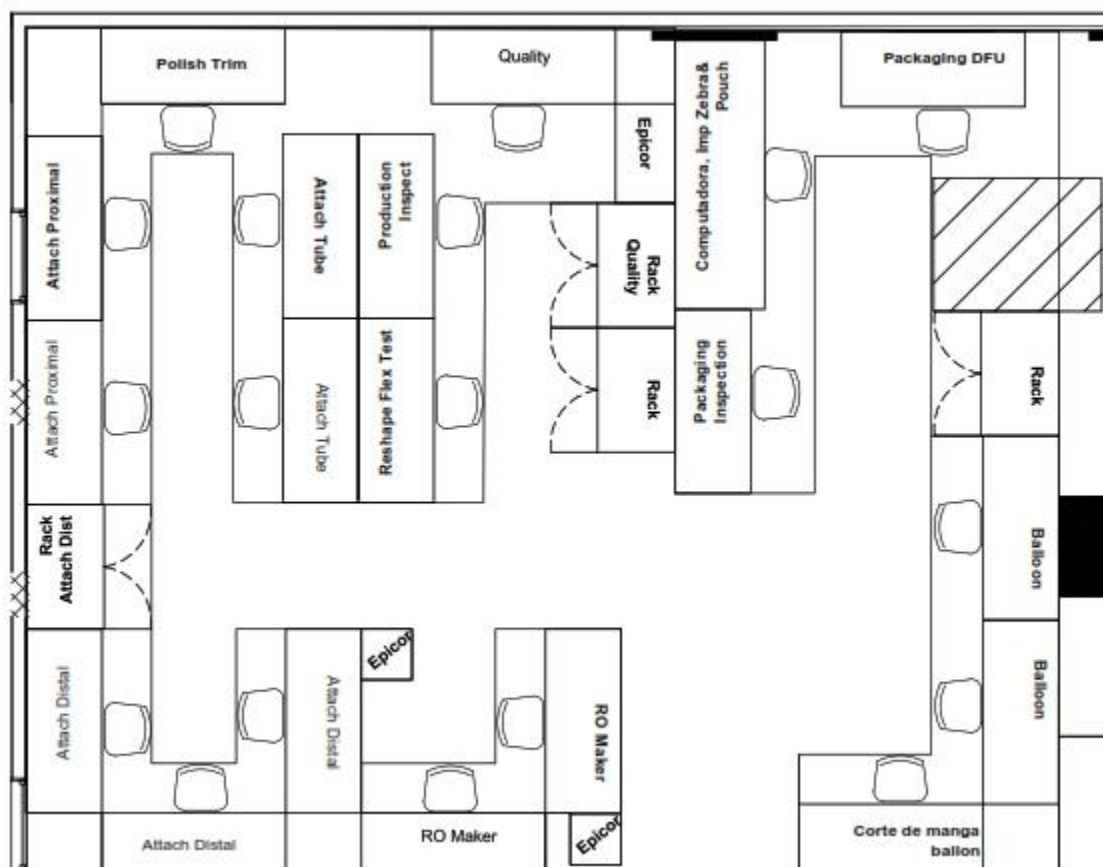 Polish Trim
Quality
Packaging DFU
Epicor
Computadora, Imp Zebra&
Pouch
Attach Proximal
Attach Tube
Production
Inspect
Rack
Quality
Attach Proximal
Attach Tube
Reshape Flex Test
Rack
Packaging
Inspection
Rack
Rack
Attach Dist
Balloon
Attach Distal
Attach Distal
Epicor
RO Maker
Balloon
Attach Distal
RO Maker
Epicor
Corte de manga
ballon